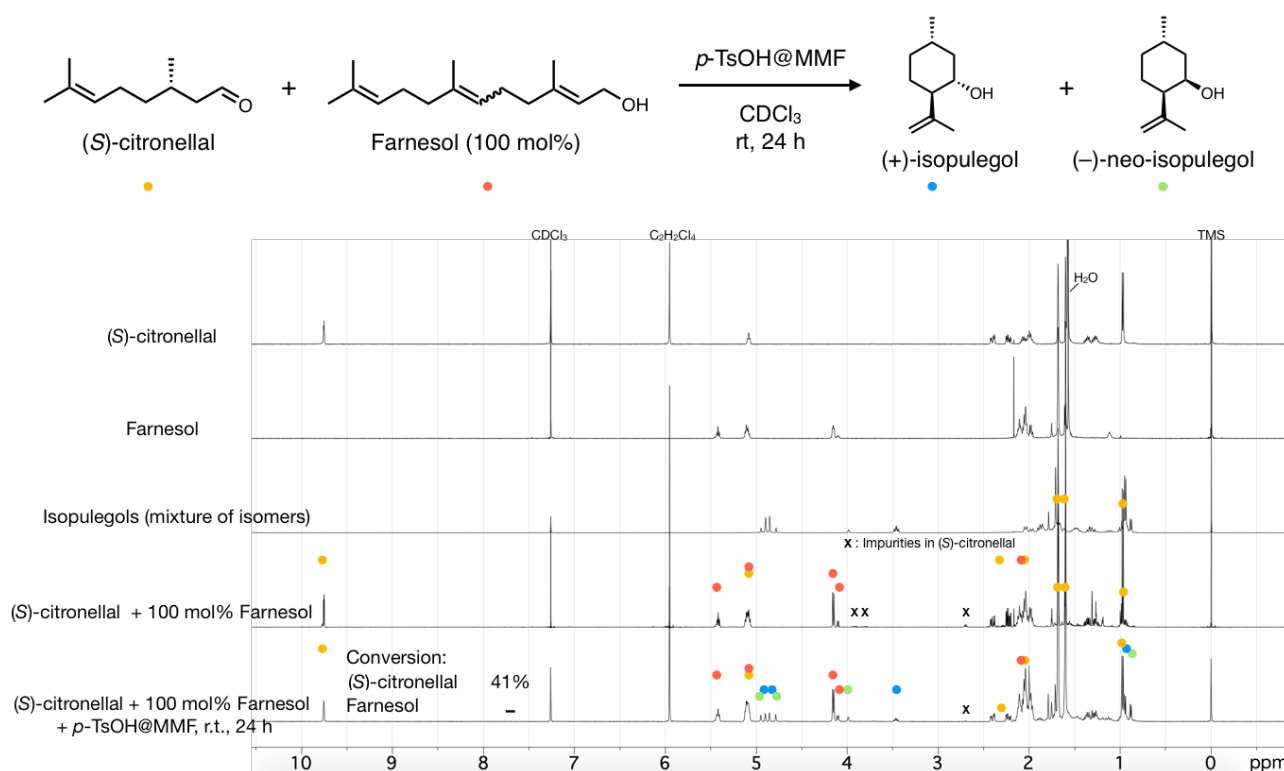 p-TsOH@MMF
CDCl₃
rt, 24 h
O
OH
OH
OH
+
+
(S)-citronellal
Farnesol (100 mol%)
(+)-isopulegol
(–)-neo-isopulegol
CDCl₃
C₂H₂Cl₄
TMS
H₂O
(S)-citronellal
Farnesol
Isopulegols (mixture of isomers)
x : Impurities in (S)-citronellal
(S)-citronellal + 100 mol% Farnesol
x x
x
Conversion:
(S)-citronellal 41%
Farnesol –
x
(S)-citronellal + 100 mol% Farnesol
+ p-TsOH@MMF, r.t., 24 h
10 9 8 7 6 5 4 3 2 1 0 ppm